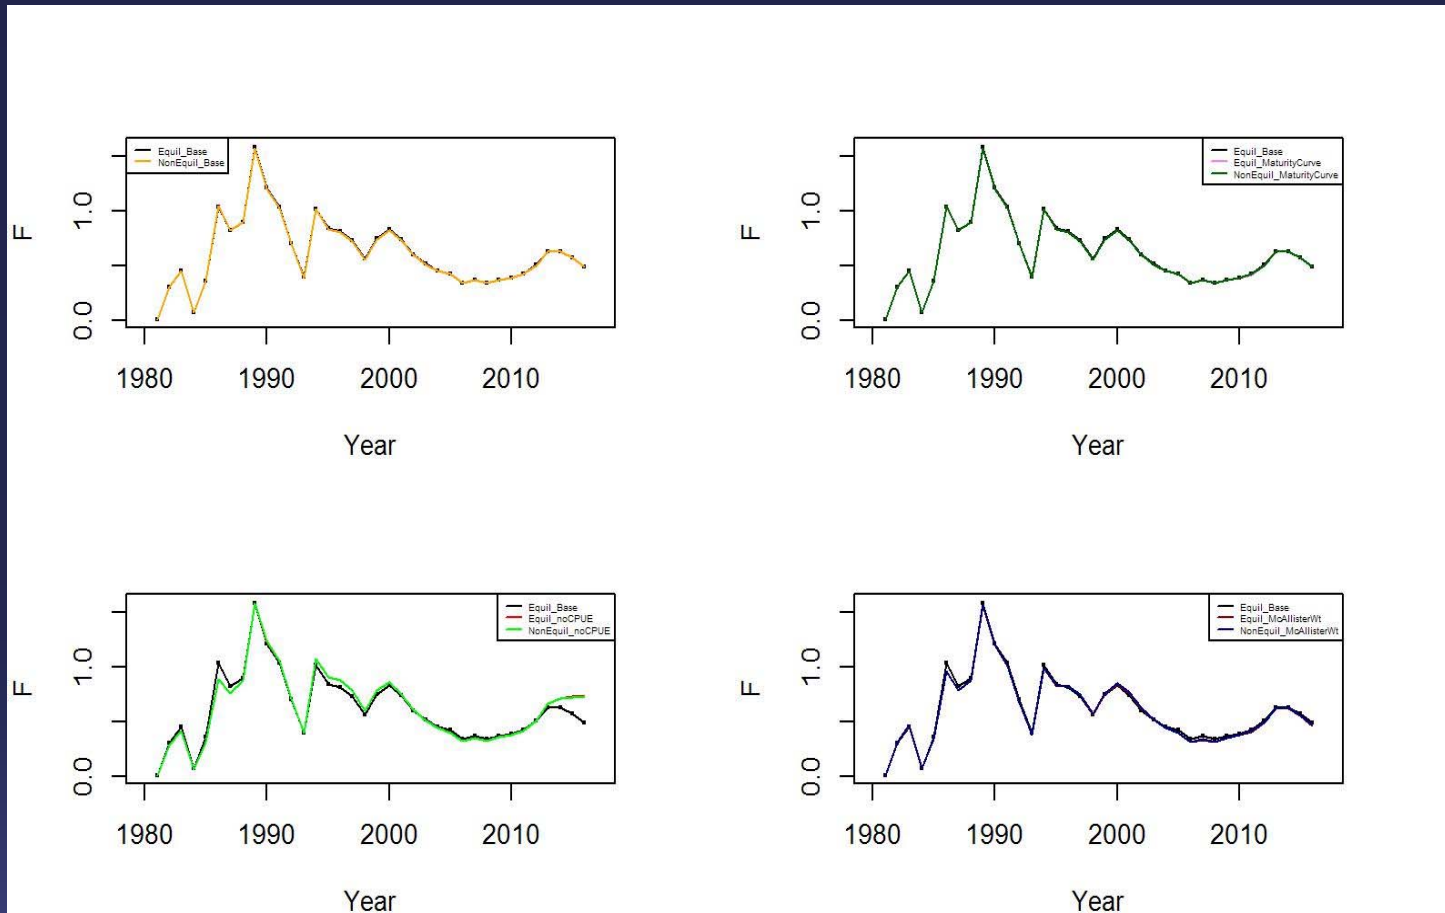 Equil_Base
NonEquil_Base
F
0.0
1.0
1980 1990 2000 2010
Year
Equil_Base
Equil_MaturityCurve
NonEquil_MaturityCurve
F
0.0
1.0
1980 1990 2000 2010
Year
Equil_Base
Equil_noCPUE
NonEquil_noCPUE
F
0.0
1.0
1980 1990 2000 2010
Year
Equil_Base
Equil_McAllisterWt
NonEquil_McAllisterWt
F
0.0
1.0
1980 1990 2000 2010
Year